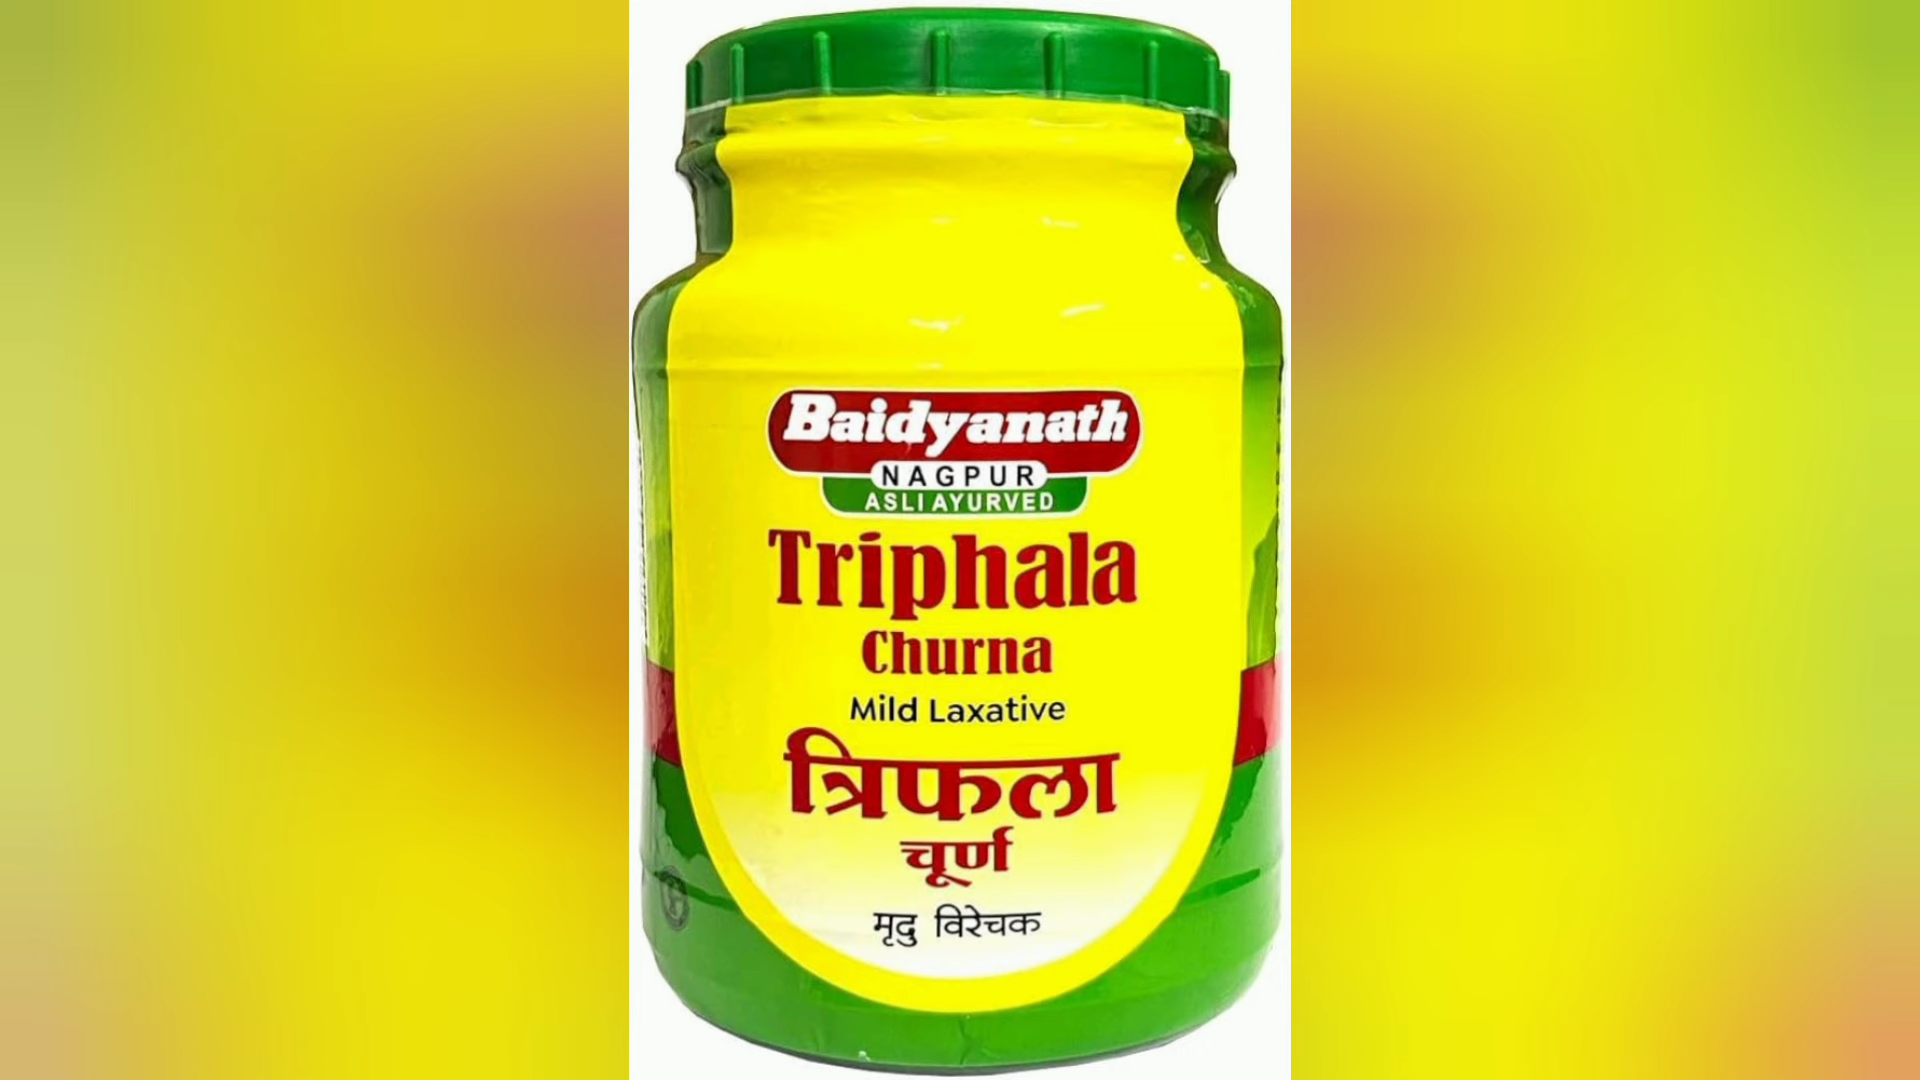 Baidyanath
NAGPUR
ASLI AYURVED
Triphala
Churna
Mild Laxative
त्रिफला
चूर्ण
मृदु विरेचक